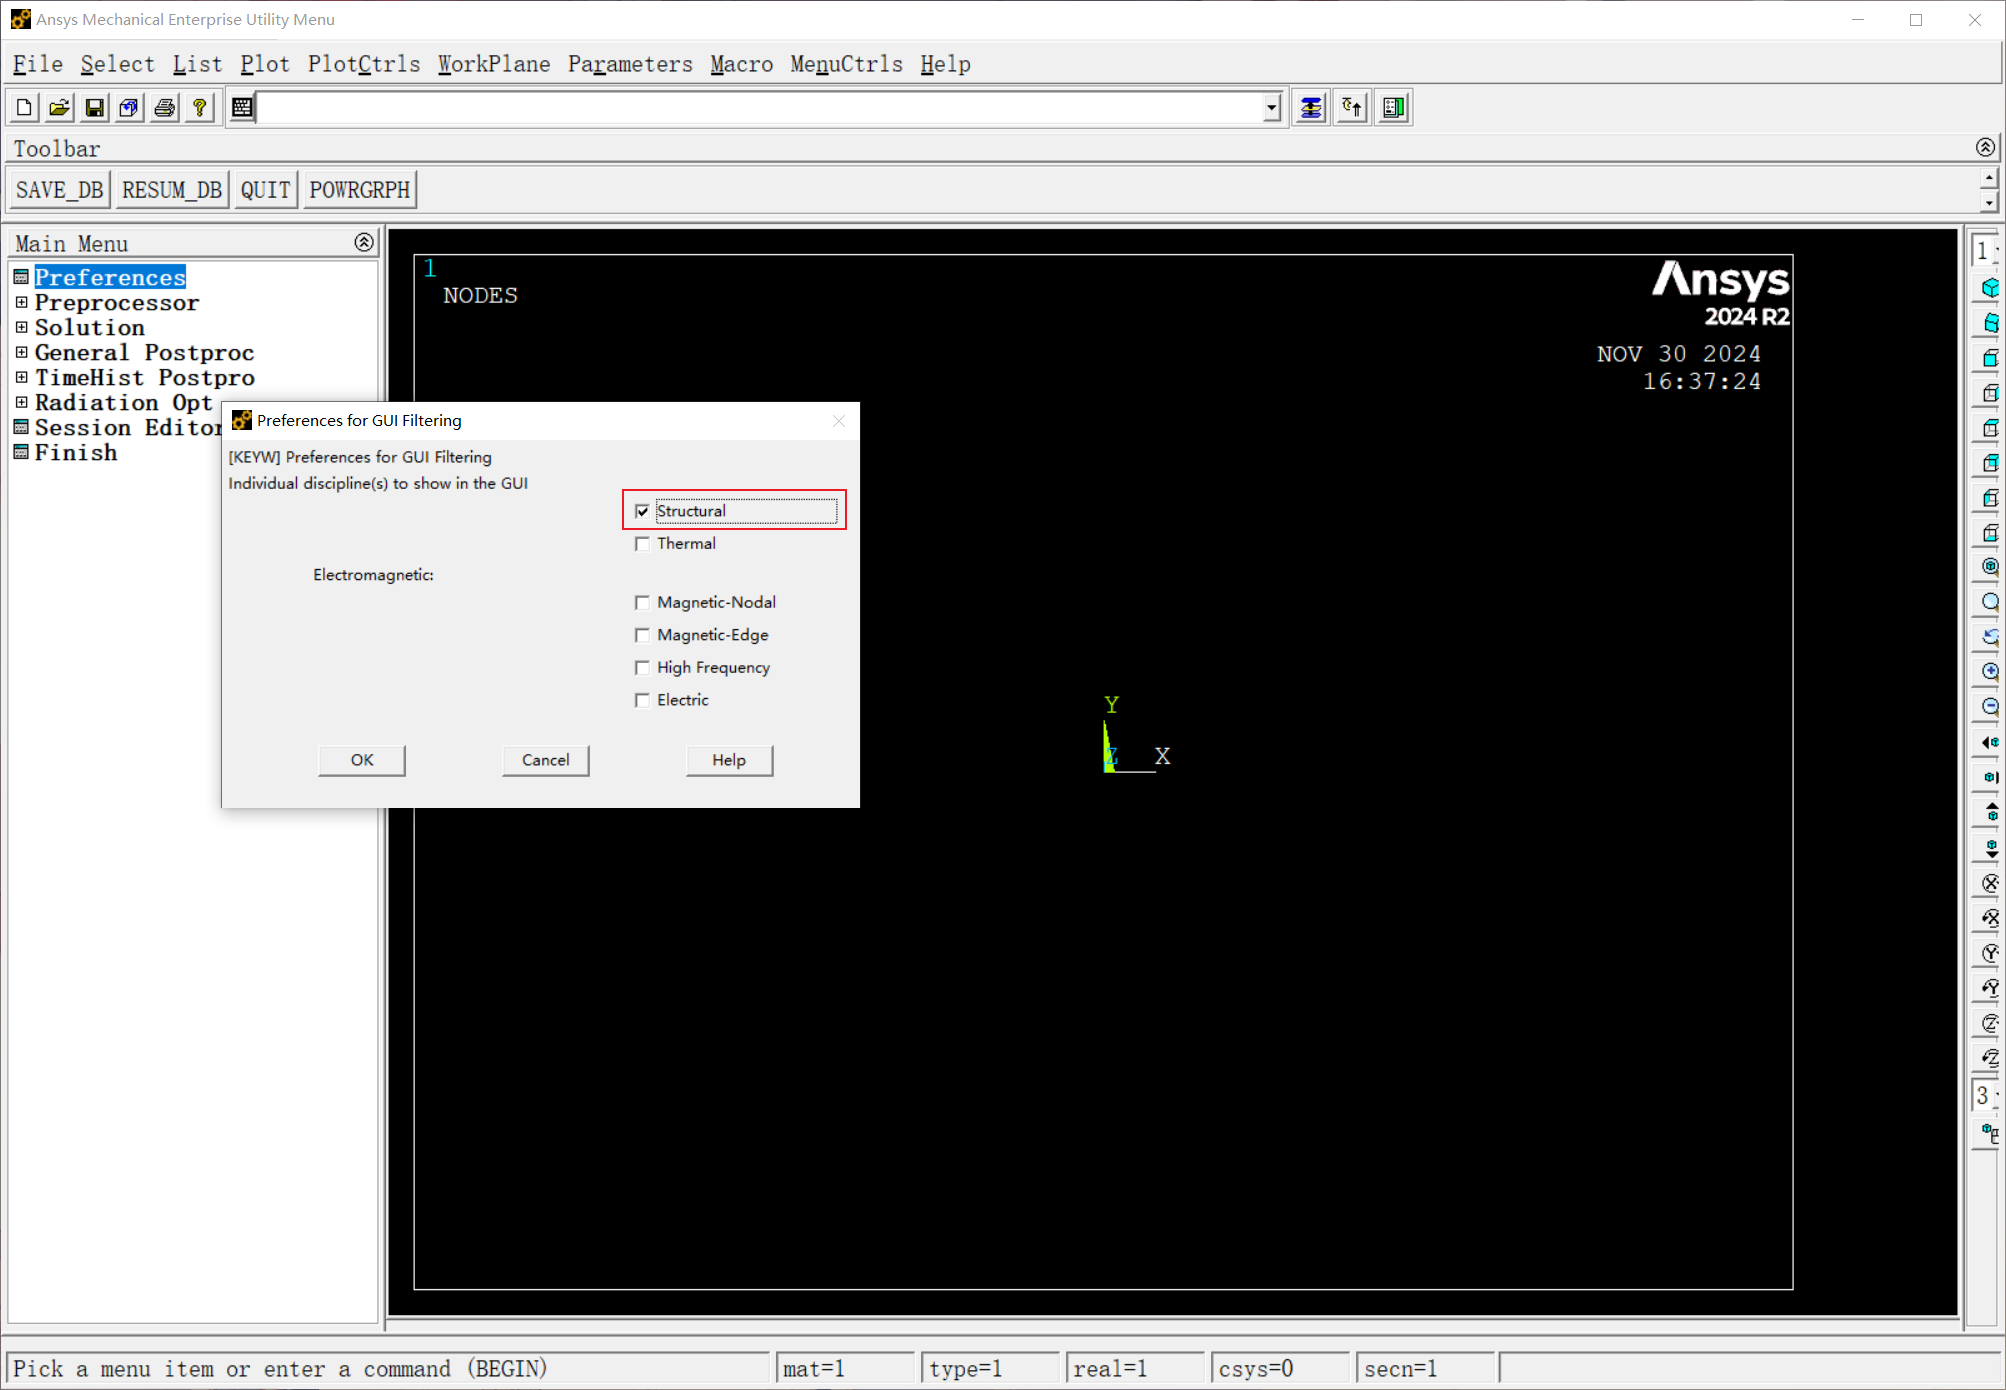 Ansys Mechanical Enterprise Utility Menu
File Select List Plot PlotCtrls WorkPlane Parameters Macro MenuCtrls Help
Toolbar
SAVE_DB RESUM_DB QUIT POWRGRPH
Main Menu
Preferences
Preprocessor
Solution
General Postproc
TimeHist Postpro
Radiation Opt
Session Editor
Finish
1
NODES
Ansys
2024 R2
NOV 30 2024
16:37:24
Preferences for GUI Filtering
[KEYW] Preferences for GUI Filtering
Individual discipline(s) to show in the GUI
Structural
Thermal
Electromagnetic:
Magnetic-Nodal
Magnetic-Edge
High Frequency
Electric
OK Cancel Help
Y
Z X
1
X
X
Y
Y
Z
Z
3
Pick a menu item or enter a command (BEGIN) mat=1 type=1 real=1 csys=0 secn=1